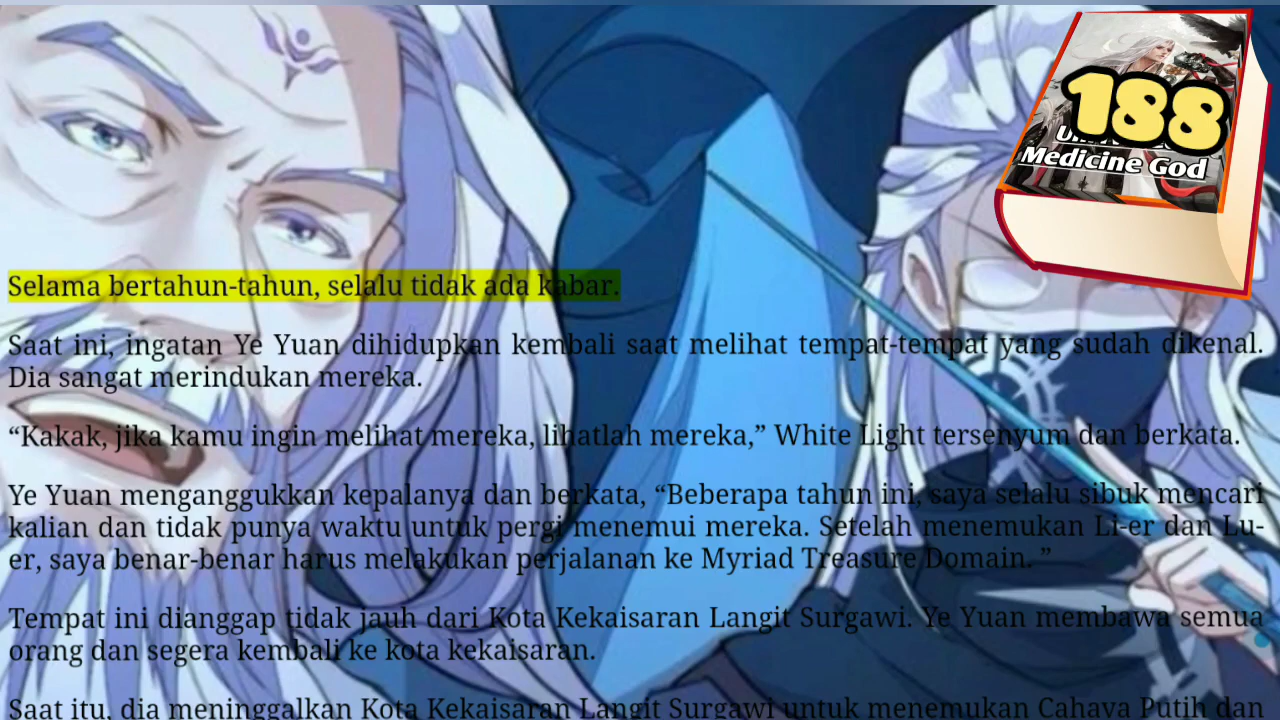 188
Medicine God
Selama bertahun-tahun, selalu tidak ada kabar.
Saat ini, ingatan Ye Yuan dihidupkan kembali saat melihat tempat-tempat yang sudah dikenal.
Dia sangat merindukan mereka.
“Kakak, jika kamu ingin melihat mereka, lihatlah mereka,” White Light tersenyum dan berkata.
Ye Yuan menganggukkan kepalanya dan berkata, “Beberapa tahun ini, saya selalu sibuk mencari
kalian dan tidak punya waktu untuk pergi menemui mereka. Setelah menemukan Li-er dan Lu-
er, saya benar-benar harus melakukan perjalanan ke Myriad Treasure Domain. ”
Tempat ini dianggap tidak jauh dari Kota Kekaisaran Langit Surgawi. Ye Yuan membawa semua
orang dan segera kembali ke kota kekaisaran.
Saat itu, dia meninggalkan Kota Kekaisaran Langit Surgawi untuk menemukan Cahaya Putih dan